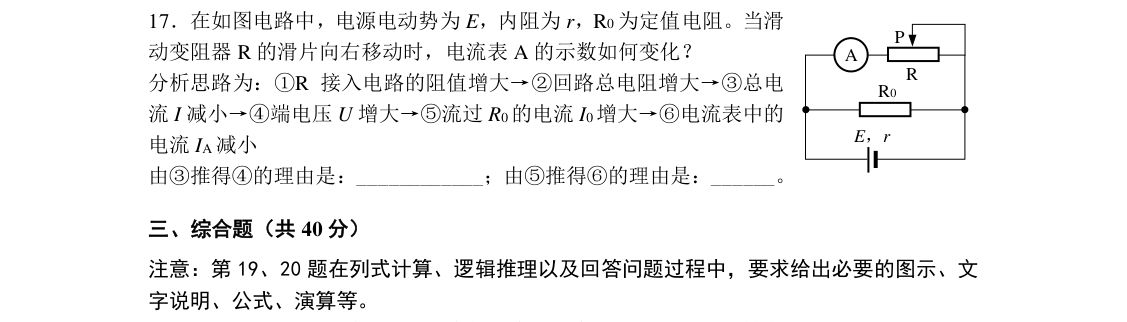 17．在如图电路中，电源电动势为 E，内阻为 r，R0 为定值电阻。当滑
动变阻器 R 的滑片向右移动时，电流表 A 的示数如何变化？
分析思路为：①R 接入电路的阻值增大→②回路总电阻增大→③总电
流 I 减小→④端电压 U 增大→⑤流过 R0 的电流 I0 增大→⑥电流表中的
电流 IA 减小
由③推得④的理由是：____________；由⑤推得⑥的理由是：______。
P
A
R
R0
E，r
三、综合题（共 40 分）
注意：第 19、20 题在列式计算、逻辑推理以及回答问题过程中，要求给出必要的图示、文
字说明、公式、演算等。